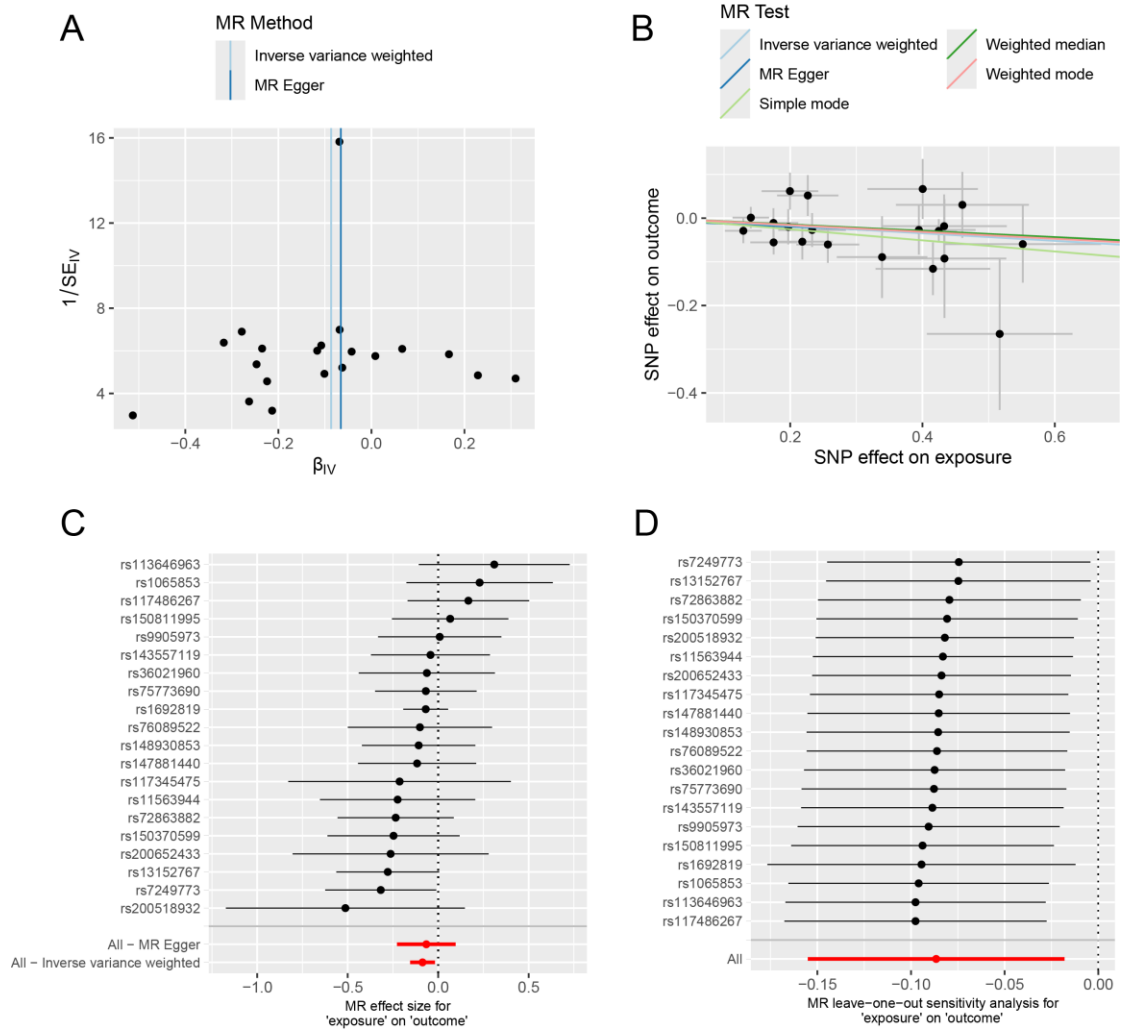 A
MR Method
Inverse variance weighted
MR Egger
16
12
8
4
1/SEIV
−0.4
−0.2
0.0
0.2
βIV
B
MR Test
Inverse variance weighted
MR Egger
Simple mode
Weighted median
Weighted mode
0.0
−0.2
−0.4
SNP effect on outcome
0.2
0.4
0.6
SNP effect on exposure
C
rs113646963
rs1065853
rs117486267
rs150811995
rs9905973
rs143557119
rs36021960
rs75773690
rs1692819
rs76089522
rs148930853
rs147881440
rs117345475
rs11563944
rs72863882
rs150370599
rs200652433
rs13152767
rs7249773
rs200518932
All − MR Egger
All − Inverse variance weighted
−1.0
−0.5
0.0
0.5
MR effect size for
'exposure' on 'outcome'
D
rs7249773
rs13152767
rs72863882
rs150370599
rs200518932
rs11563944
rs200652433
rs117345475
rs147881440
rs148930853
rs76089522
rs36021960
rs75773690
rs143557119
rs9905973
rs150811995
rs1692819
rs1065853
rs113646963
rs117486267
All
−0.15
−0.10
−0.05
0.00
MR leave−one−out sensitivity analysis for
'exposure' on 'outcome'